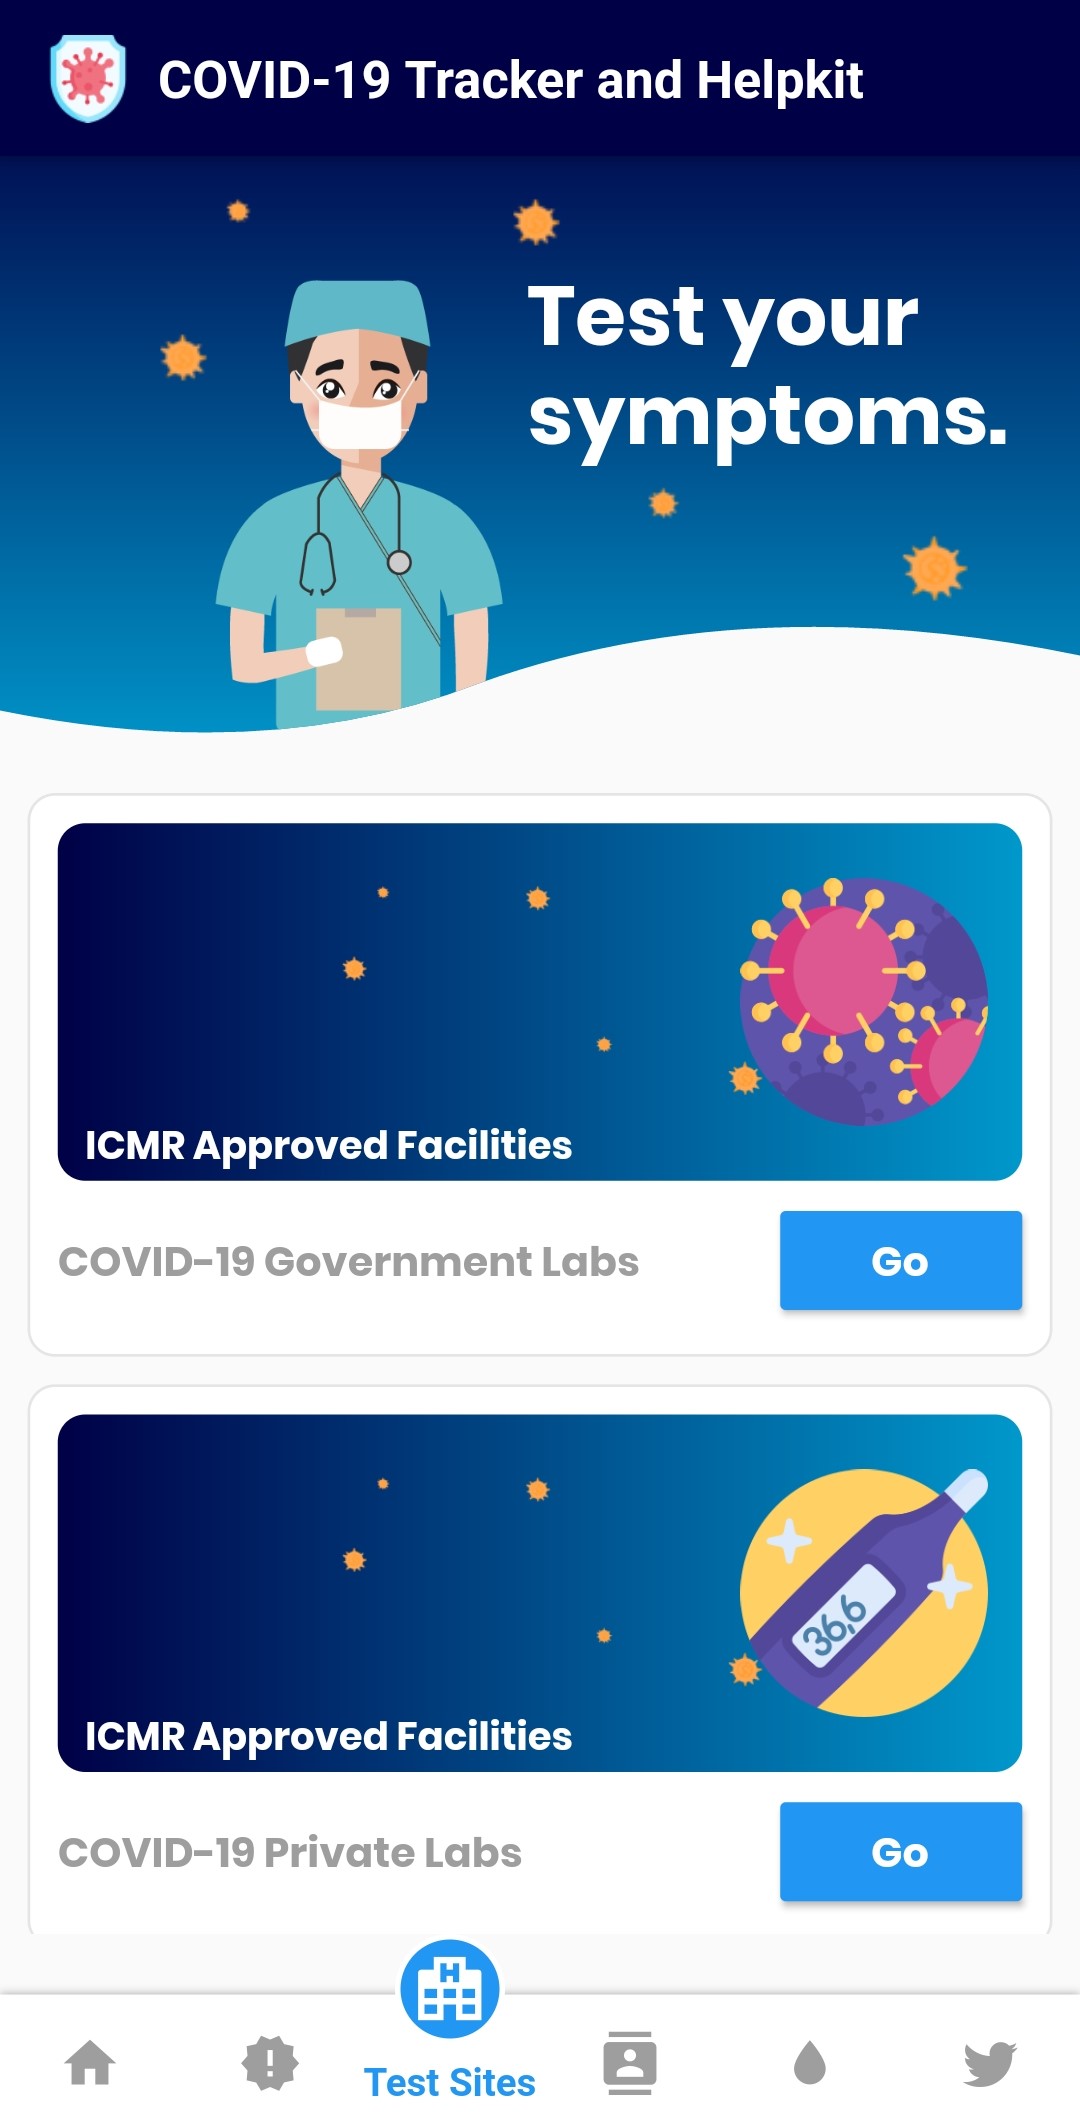 COVID-19 Tracker and Helpkit
Test your
symptoms.
ICMR Approved Facilities
COVID-19 Government Labs
Go
36,6
ICMR Approved Facilities
COVID-19 Private Labs
Go
H
Test Sites